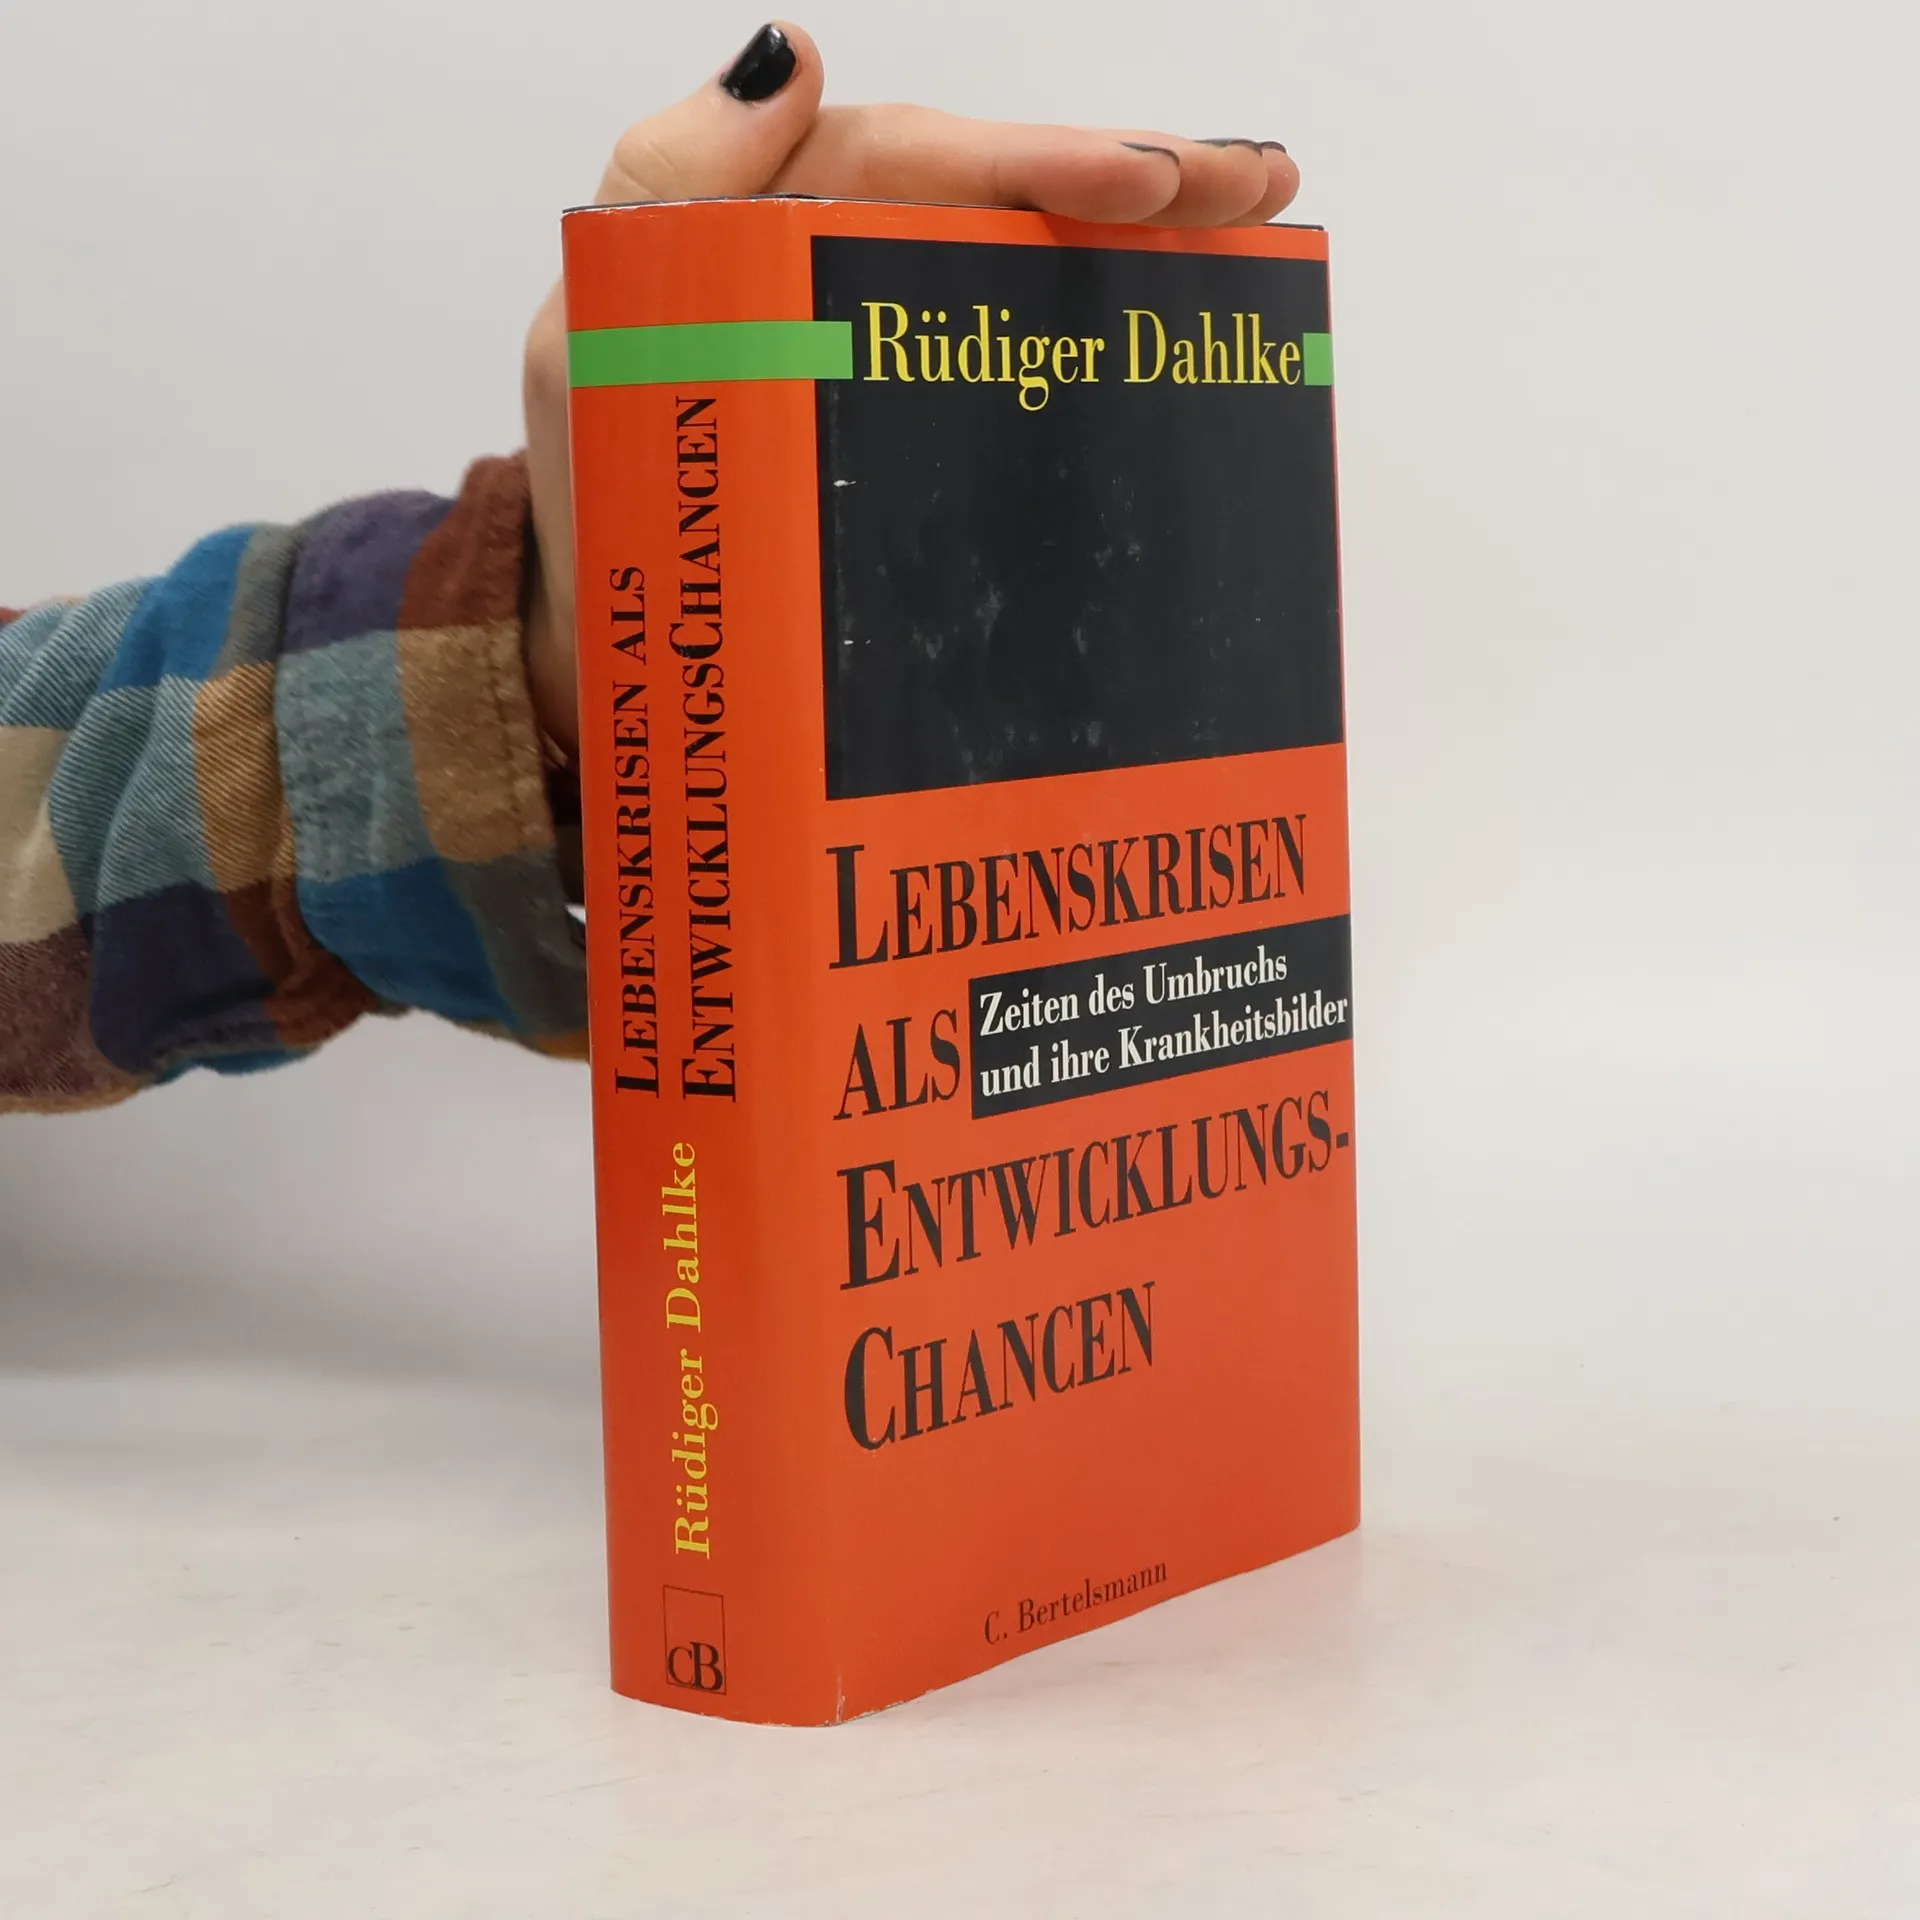 Rüdiger Dahlke
LEBENSKRISEN
ALS
Zeiten des Umbruchs
und ihre Krankheitsbilder
ENTWICKLUNGS-
CHANCEN
C. Bertelsmann
LEBENSKRISEN ALS
ENTWICKLUNGSCHANCEN
Rüdiger Dahlke
CB